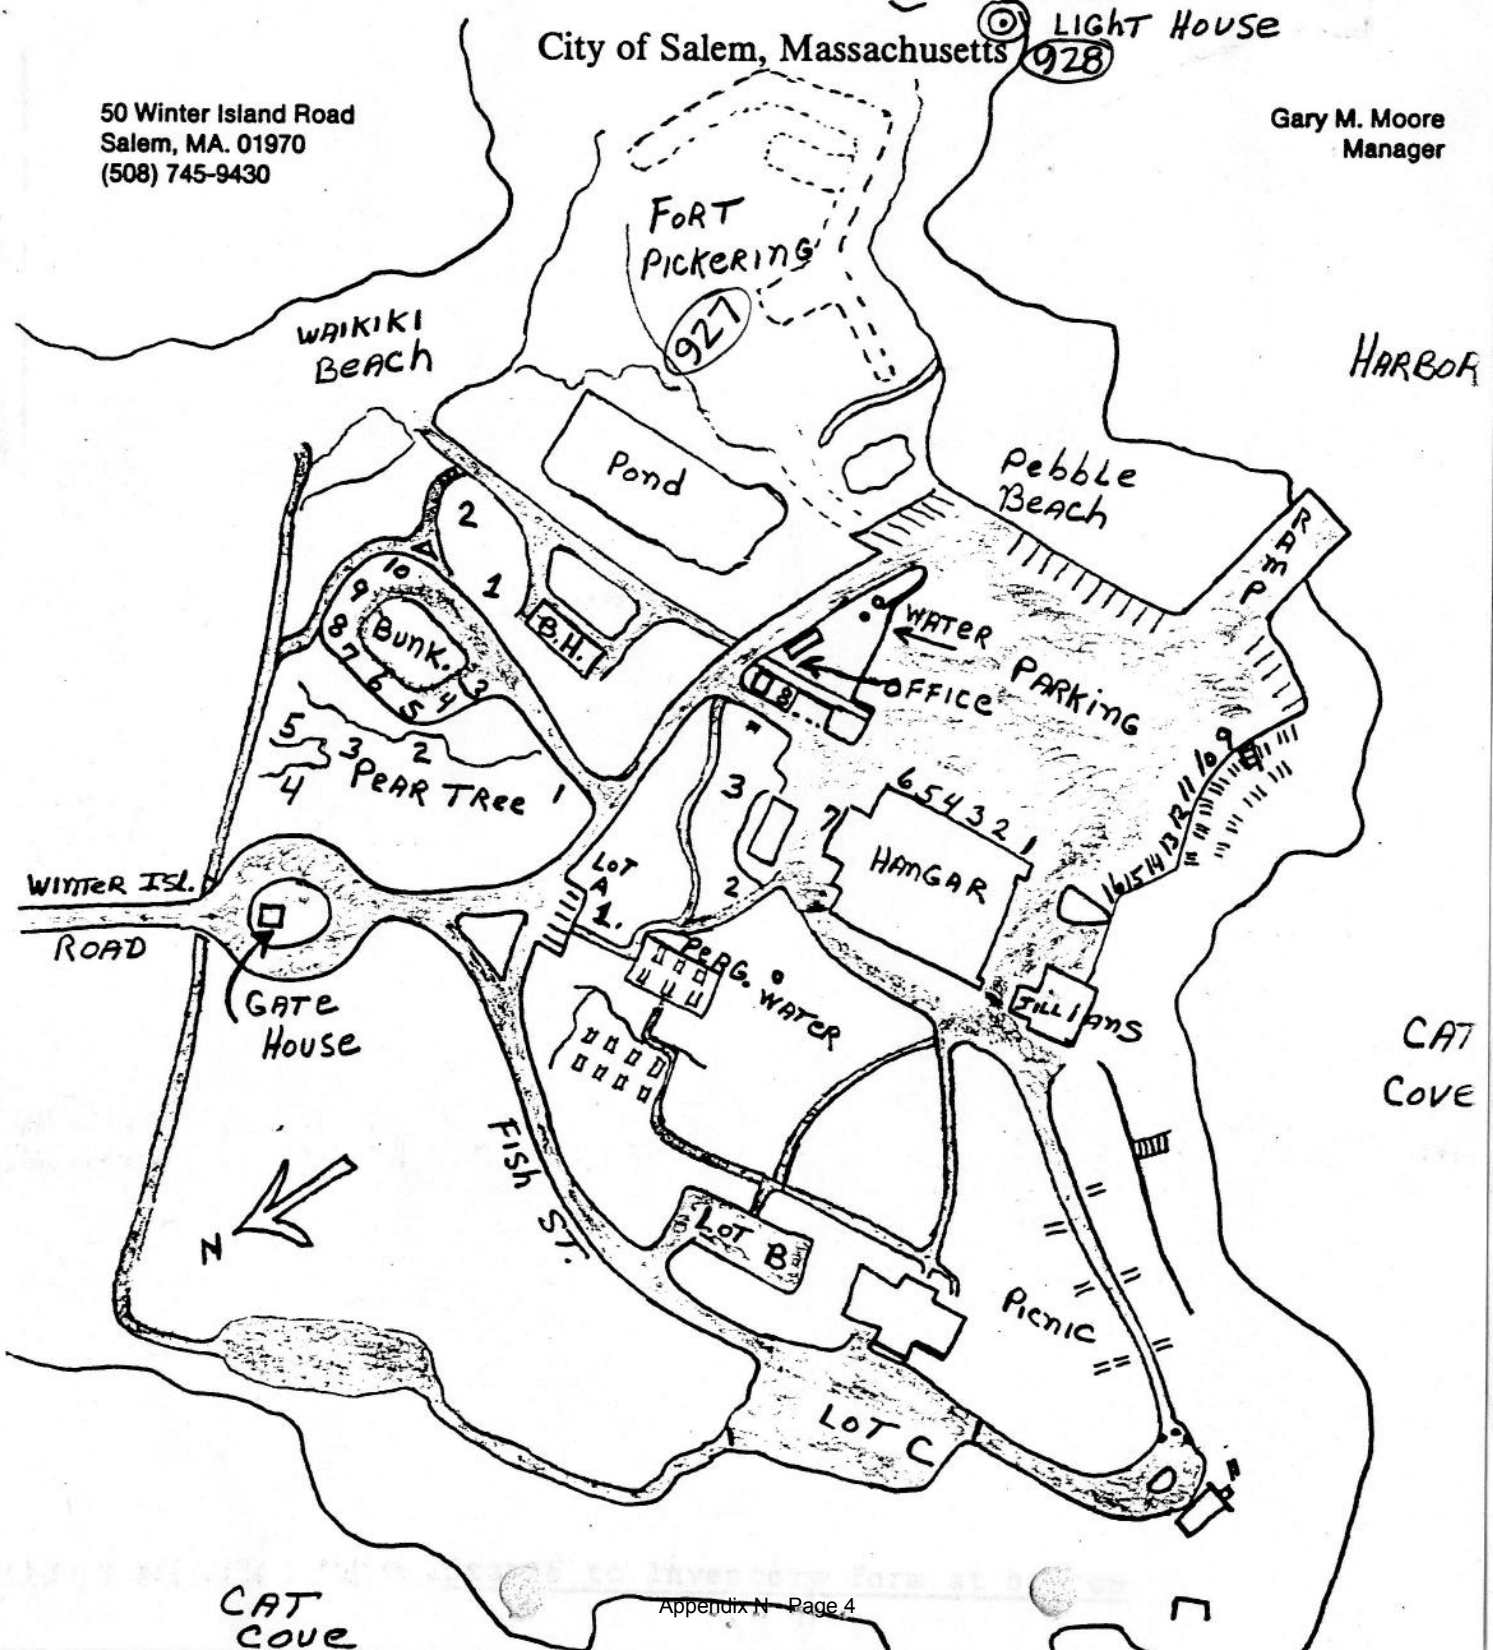 LIGHT HOUSE
928
City of Salem, Massachusetts
50 Winter Island Road
Salem, MA. 01970
(508) 745-9430
Gary M. Moore
Manager
FORT
PICKERING
927
WAIKIKI
BEACH
HARBOR
Pond
Pebble
BEACH
RAMP
2
1
10
9
8
7
6
5
4
3
BUNK.
B.H.
WATER
OFFICE
PARKING
8
5
3
2
4
PEAR TREE
1
3
2
7
6 5 4 3 2 1
HANGAR
9
10
11
12
13
14
15
16
LOT
A
1.
WINTER ISL.
ROAD
GATE
HOUSE
PERG.
WATER
JILLIANS
CAT
COVE
FISH
ST.
N
LOT B
PICNIC
LOT C
Appendix N - Page 4
CAT
COVE